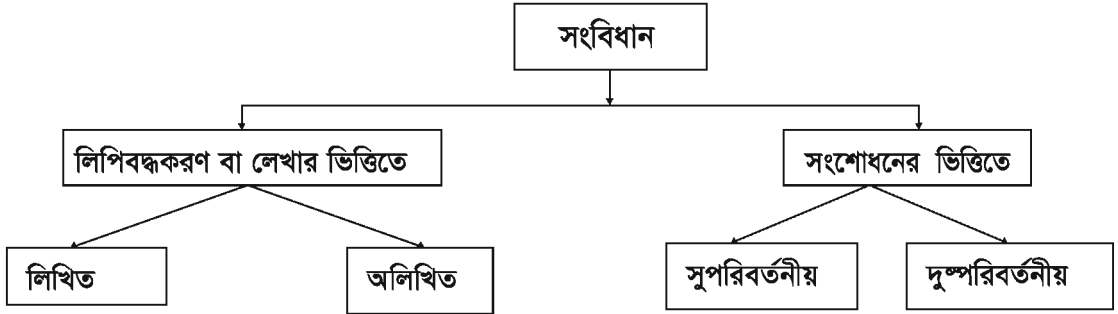 সংবিধান
লিপিবদ্ধকরণ বা লেখার ভিত্তিতে
সংশোধনের ভিত্তিতে
লিখিত
অলিখিত
সুপরিবর্তনীয়
দুষ্পরিবর্তনীয়